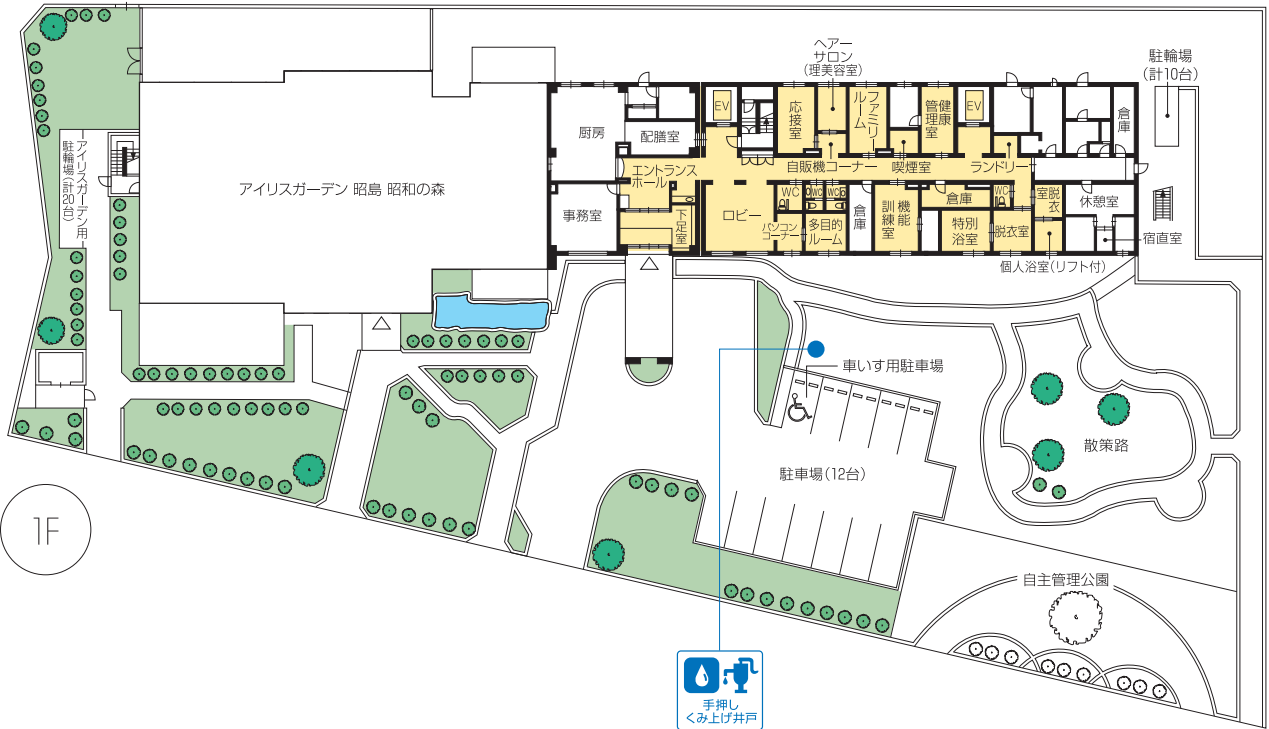 ヘアー
サロン
(理美容室)
駐輪場
(計10台)
EV
応接室
ファミリー
ルーム
健康
管理室
EV
倉庫
厨房
配膳室
アイリスガーデン用
駐輪場(計20台)
アイリスガーデン 昭島 昭和の森
エントランス
ホール
自販機コーナー
喫煙室
ランドリー
事務室
下足室
ロビー
WC
WC
WC
倉庫
機能
訓練室
倉庫
WC
脱衣室
休憩室
パソコン
コーナー
多目的
ルーム
特別
浴室
脱衣室
宿直室
個人浴室(リフト付)
車いす用駐車場
散策路
駐車場(12台)
1F
自主管理公園
手押し
くみ上げ井戸